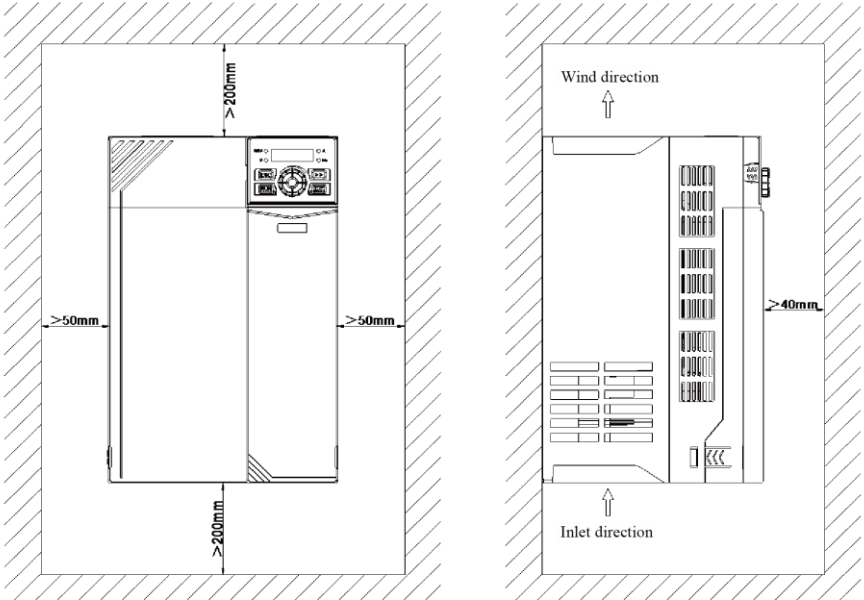 >200mm
>50mm
>50mm
>200mm
Wind direction
>40mm
Inlet direction